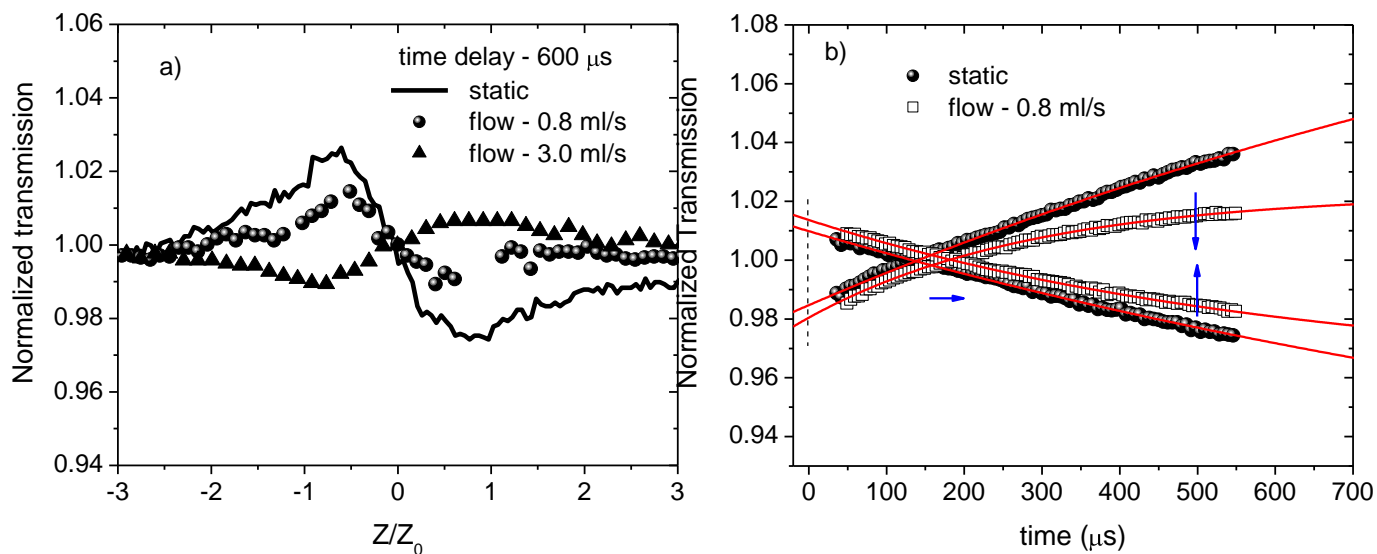 a)
time delay - 600 μs
static
flow - 0.8 ml/s
flow - 3.0 ml/s
Normalized transmission
1.06
1.04
1.02
1.00
0.98
0.96
0.94
-3
-2
-1
0
1
2
3
Z/Z0
b)
static
flow - 0.8 ml/s
Normalized Transmission
1.08
1.06
1.04
1.02
1.00
0.98
0.96
0.94
0
100
200
300
400
500
600
700
time (μs)